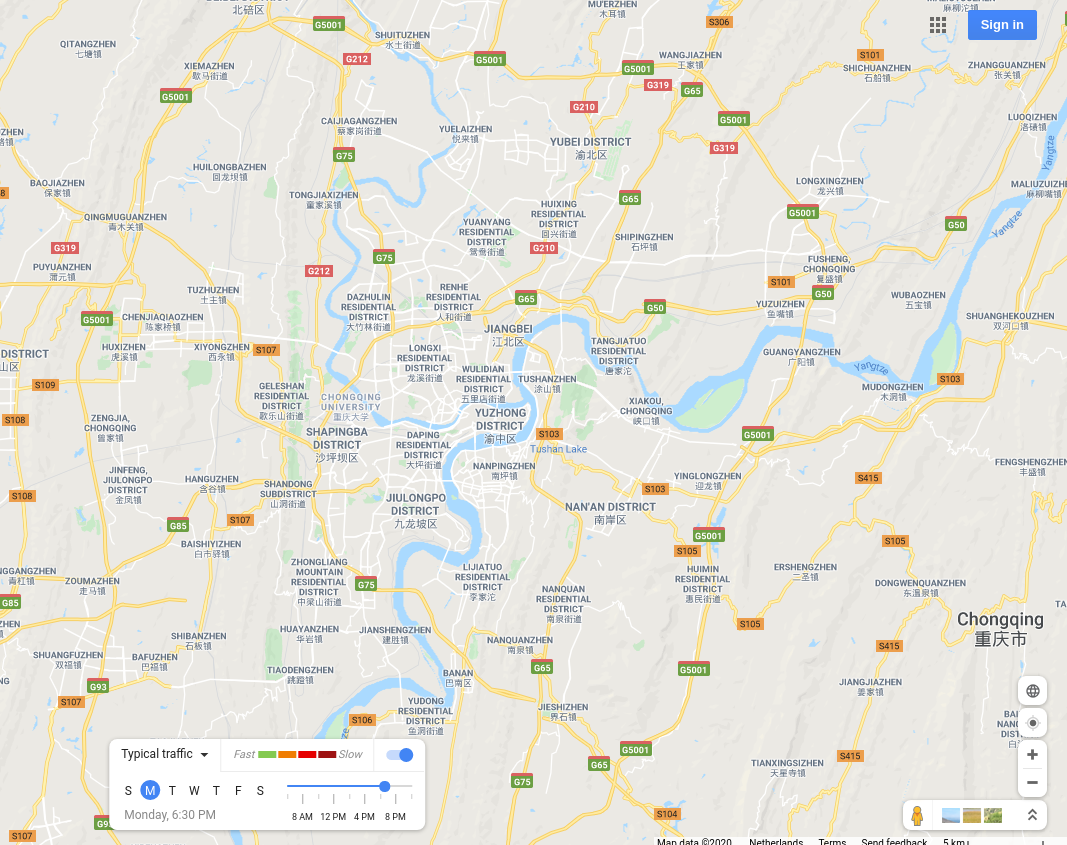 北碚区
G5001
MU'ERZHEN
木耳镇
S306
麻柳沱镇
Sign in
QITANGZHEN
七塘镇
SHUITUZHEN
水土街道
G212
G5001
WANGJIAZHEN
王家镇
S101
SHICHUANZHEN
石船镇
ZHANGGUANZHEN
张关镇
XIEMAZHEN
歇马街道
G5001
G5001
G319
G65
G210
G5001
LUOQIZHEN
洛碛镇
CAIJIAGANGZHEN
蔡家岗街道
YUELAIZHEN
悦来镇
YUBEI DISTRICT
渝北区
G319
G75
Yangtze
HUILONGBAZHEN
回龙坝镇
BAOJIAZHEN
保家镇
TONGJIAXIZHEN
童家溪镇
G65
LONGXINGZHEN
龙兴镇
MALIUZUIZHEN
麻柳嘴镇
QINGMUGUANZHEN
青木关镇
HUIXING
RESIDENTIAL
DISTRICT
回兴街道
G5001
G50
Yangtze
YUANYANG
RESIDENTIAL
DISTRICT
鸳鸯街道
SHIPINGZHEN
石坪镇
G319
G210
G75
G212
PUYUANZHEN
蒲元镇
FUSHENG,
CHONGQING
复盛镇
S101
G50
TUZHUZHEN
土主镇
DAZHULIN
RESIDENTIAL
DISTRICT
大竹林街道
RENHE
RESIDENTIAL
DISTRICT
人和街道
G65
G50
YUZUIZHEN
鱼嘴镇
WUBAOZHEN
五宝镇
G5001
CHENJIAQIAOZHEN
陈家桥镇
JIANGBEI
江北区
SHUANGHEKOUZHEN
双河口镇
HUXIZHEN
虎溪镇
XIYONGZHEN
西永镇
S107
LONGXI
RESIDENTIAL
DISTRICT
龙溪街道
TANGJIATUO
RESIDENTIAL
DISTRICT
唐家沱
GUANGYANGZHEN
广阳镇
Yangtze
DISTRICT
山区
S109
GELESHAN
RESIDENTIAL
DISTRICT
歌乐山街道
WULIDIAN
RESIDENTIAL
DISTRICT
五里店街道
TUSHANZHEN
涂山镇
MUDONGZHEN
木洞镇
S103
CHONGQING
UNIVERSITY
重庆大学
XIAKOU,
CHONGQING
峡口镇
S108
ZENGJIA,
CHONGQING
曾家镇
YUZHONG
DISTRICT
渝中区
S103
G5001
SHAPINGBA
DISTRICT
沙坪坝区
DAPING
RESIDENTIAL
DISTRICT
大坪街道
Tushan Lake
NANPINGZHEN
南坪镇
JINFENG,
JIULONGPO
DISTRICT
金凤镇
HANGUZHEN
含谷镇
SHANDONG
SUBDISTRICT
山洞街道
YINGLONGZHEN
迎龙镇
S415
FENGSHENGZHEN
丰盛镇
S108
S103
JIULONGPO
DISTRICT
九龙坡区
NAN'AN DISTRICT
南岸区
G85
S107
G5001
S105
BAISHIYIZHEN
白市驿镇
S105
ZHONGLIANG
MOUNTAIN
RESIDENTIAL
DISTRICT
中梁山街道
LIJIATUO
RESIDENTIAL
DISTRICT
李家沱
HUIMIN
RESIDENTIAL
DISTRICT
惠民街道
ERSHENGZHEN
二圣镇
NGGANGZHEN
青杠镇
ZOUMAZHEN
走马镇
G75
NANQUAN
RESIDENTIAL
DISTRICT
南泉街道
DONGWENQUANZHEN
东温泉镇
G85
S105
Chongqing
重庆市
SHIBANZHEN
石板镇
HUAYANZHEN
华岩镇
JIANSHENGZHEN
建胜镇
NANQUANZHEN
南泉镇
S415
SHUANGFUZHEN
双福镇
BAFUZHEN
巴福镇
TIAODENGZHEN
跳蹬镇
BANAN
巴南区
G65
G5001
G93
JIANGJIAZHEN
姜家镇
S107
S106
YUDONG
RESIDENTIAL
DISTRICT
鱼洞街道
JIESHIZHEN
界石镇
G5001
S415
G65
TIANXINGSIZHEN
天星寺镇
G75
Typical traffic
Fast
Slow
S M T W T F S
8 AM 12 PM 4 PM 8 PM
Monday, 6:30 PM
S107
S104
Map data ©2020 Netherlands Terms Send feedback 5 km